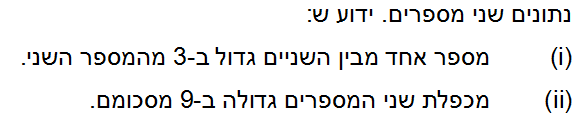 נתונים שני מספרים. ידוע ש:
(i) מספר אחד מבין השניים גדול ב-3 מהמספר השני.
(ii) מכפלת שני המספרים גדולה ב-9 מסכומם.